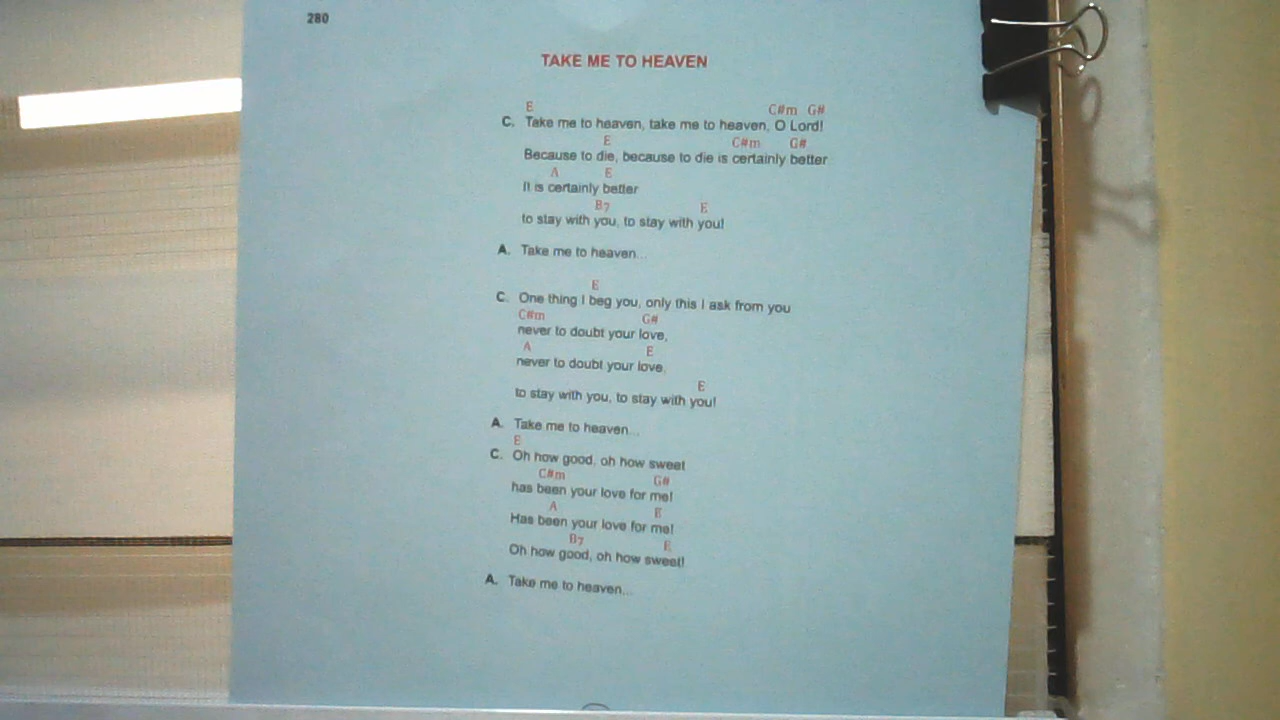 280
TAKE ME TO HEAVEN
E C#m G#
C. Take me to heaven, take me to heaven, O Lord!
E C#m G#
Because to die, because to die is certainly better
A E
It is certainly better
B7 E
to stay with you, to stay with you!
A. Take me to heaven...
E
C. One thing I beg you, only this I ask from you
C#m G#
never to doubt your love,
A E
never to doubt your love,
E
to stay with you, to stay with you!
A. Take me to heaven...
E
C. Oh how good, oh how sweet
C#m G#
has been your love for me!
A E
Has been your love for me!
B7 E
Oh how good, oh how sweet!
A. Take me to heaven...